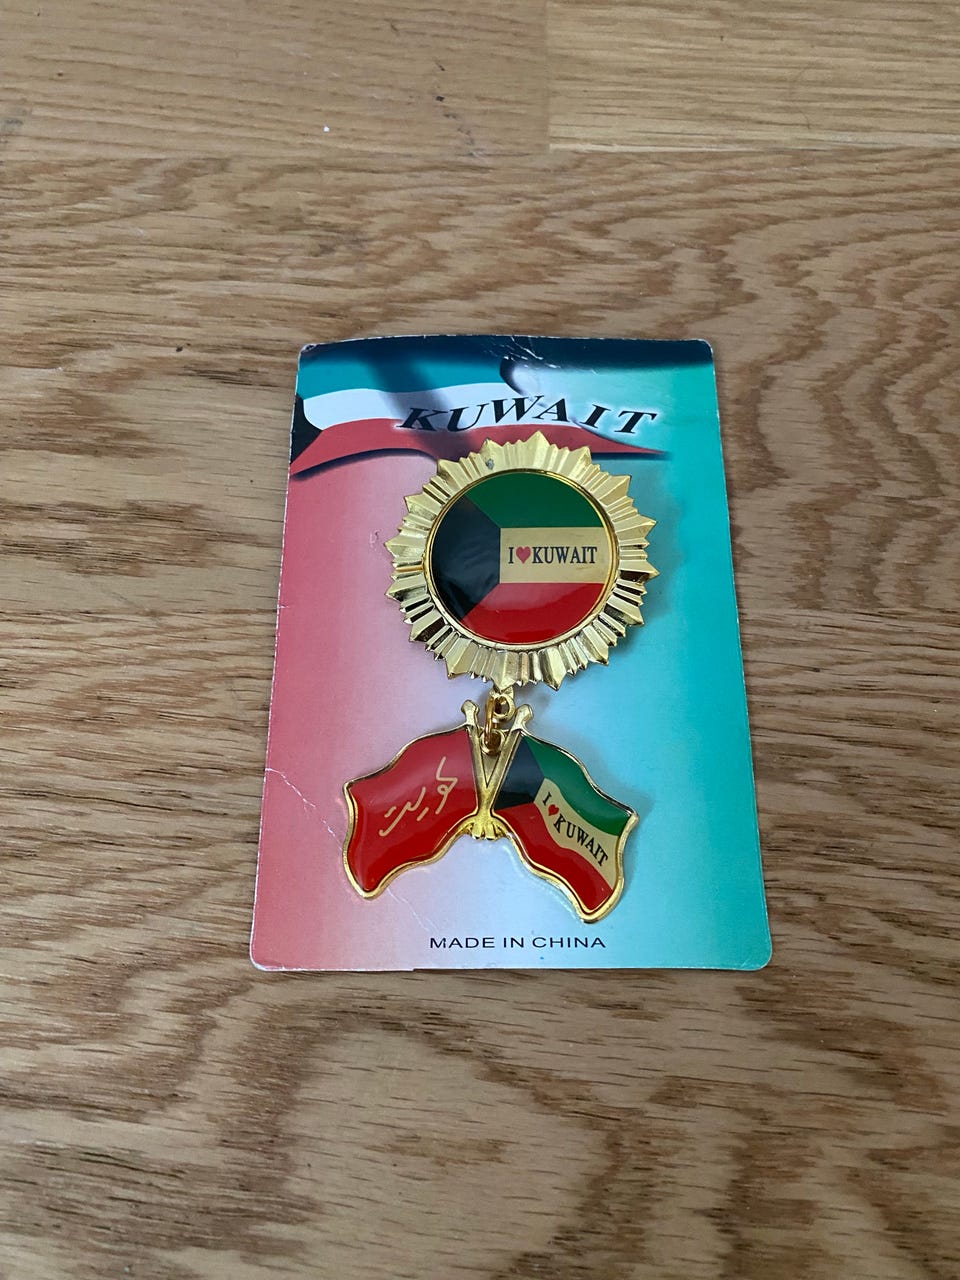 KUWAIT
I♥KUWAIT
كويت
I♥KUWAIT
MADE IN CHINA